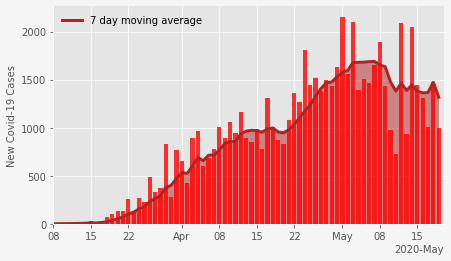 7 day moving average
New Covid-19 Cases
2000
1500
1000
500
0
08 15 22 Apr 08 15 22 May 08 15
2020-May